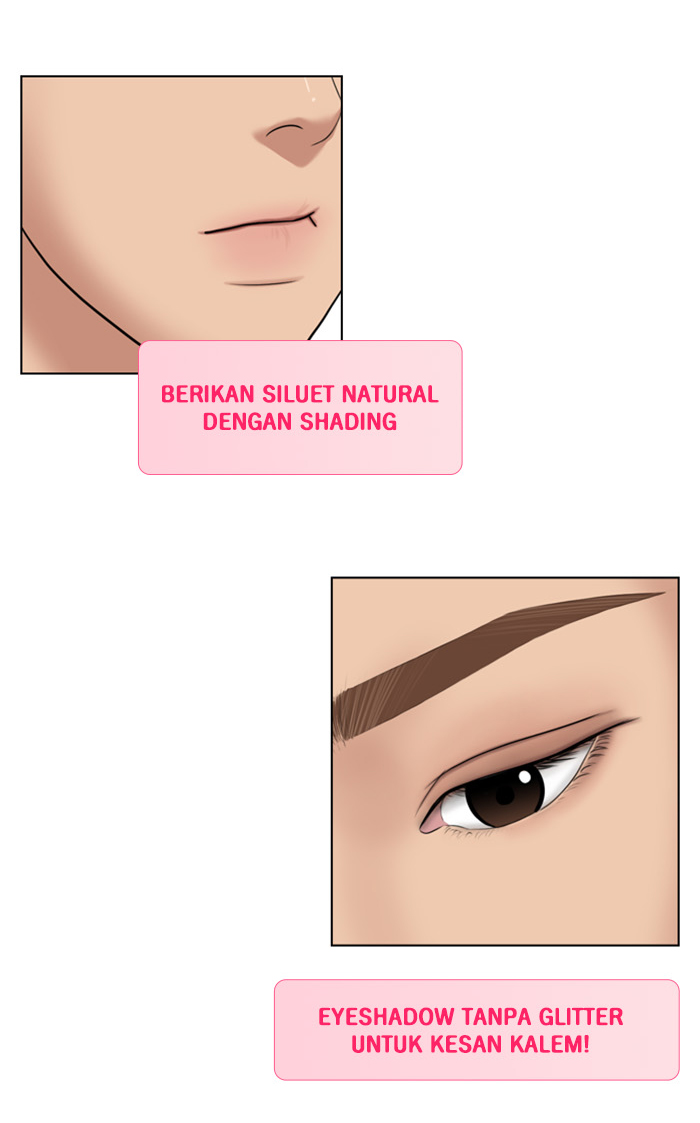 BERIKAN SILUET NATURAL
DENGAN SHADING
EYESHADOW TANPA GLITTER
UNTUK KESAN KALEM!